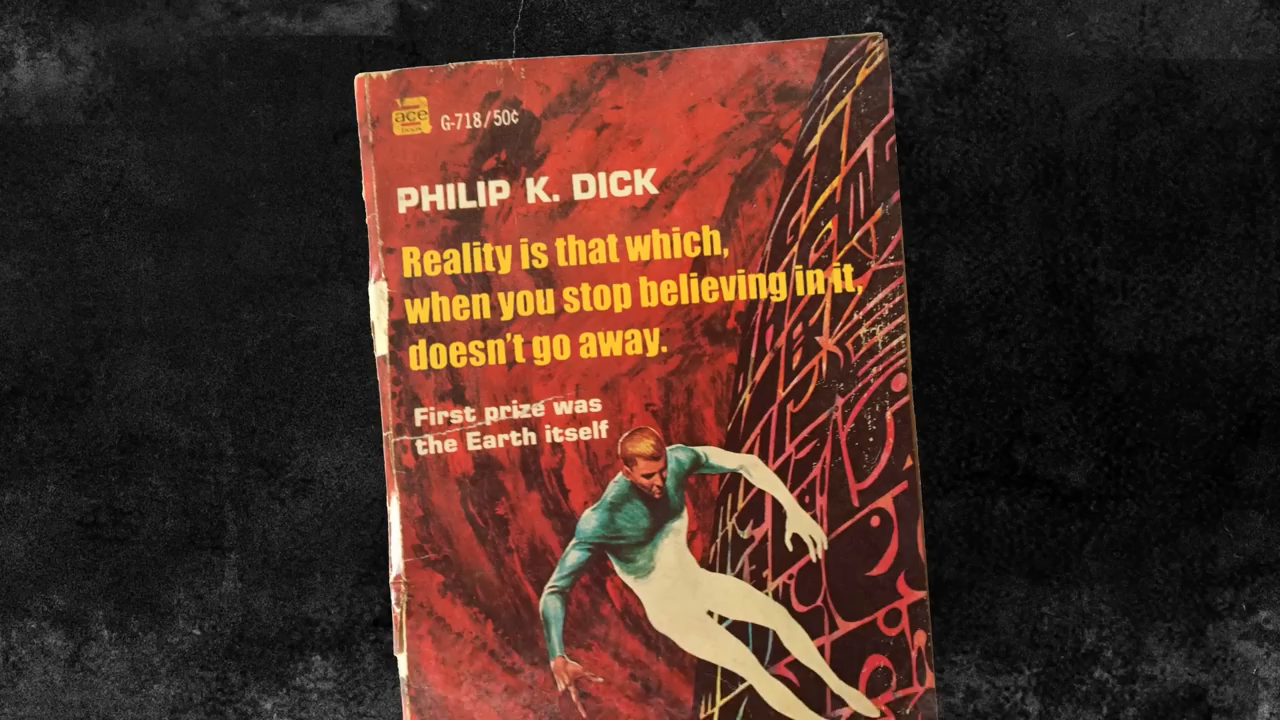 ace
G-718/50¢
PHILIP K. DICK
Reality is that which,
when you stop believing in it,
doesn't go away.
First prize was
the Earth itself